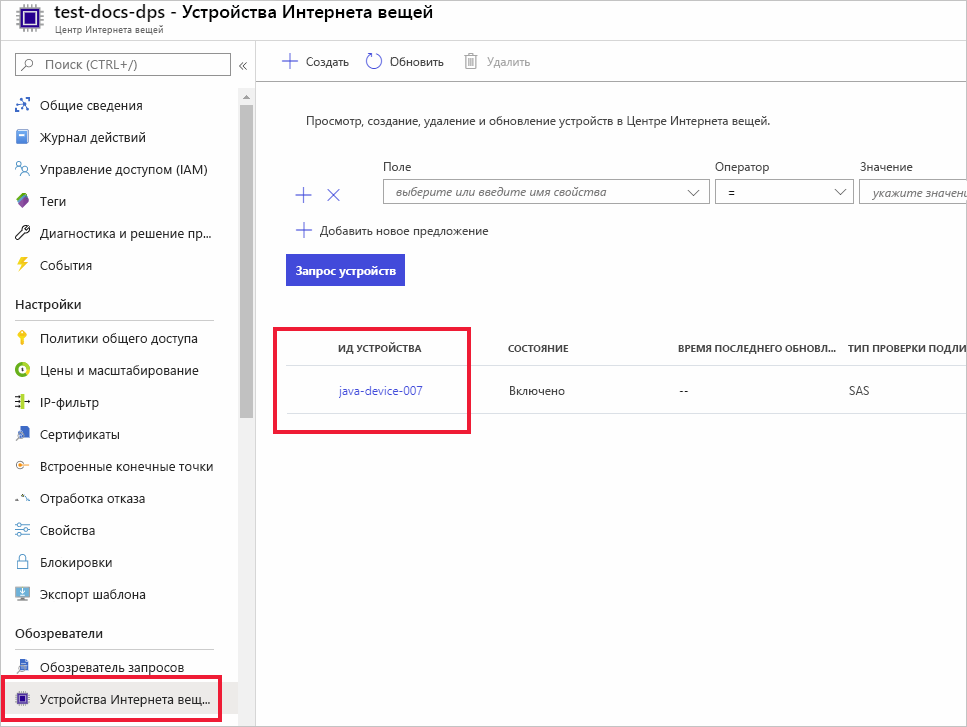 test-docs-dps - Устройства Интернета вещей
Центр Интернета вещей
Поиск (CTRL+/)
«
Общие сведения
Журнал действий
Управление доступом (IAM)
Теги
Диагностика и решение пр...
События
Настройки
Политики общего доступа
Цены и масштабирование
IP-фильтр
Сертификаты
Встроенные конечные точки
Отработка отказа
Свойства
Блокировки
Экспорт шаблона
Обозреватели
Обозреватель запросов
Устройства Интернета вещ...
Создать Обновить Удалить
Просмотр, создание, удаление и обновление устройств в Центре Интернета вещей.
Поле Оператор Значение
выберите или введите имя свойства = укажите значени
Добавить новое предложение
Запрос устройств
ИД УСТРОЙСТВА СОСТОЯНИЕ ВРЕМЯ ПОСЛЕДНЕГО ОБНОВЛ... ТИП ПРОВЕРКИ ПОДЛИ
java-device-007 Включено -- SAS